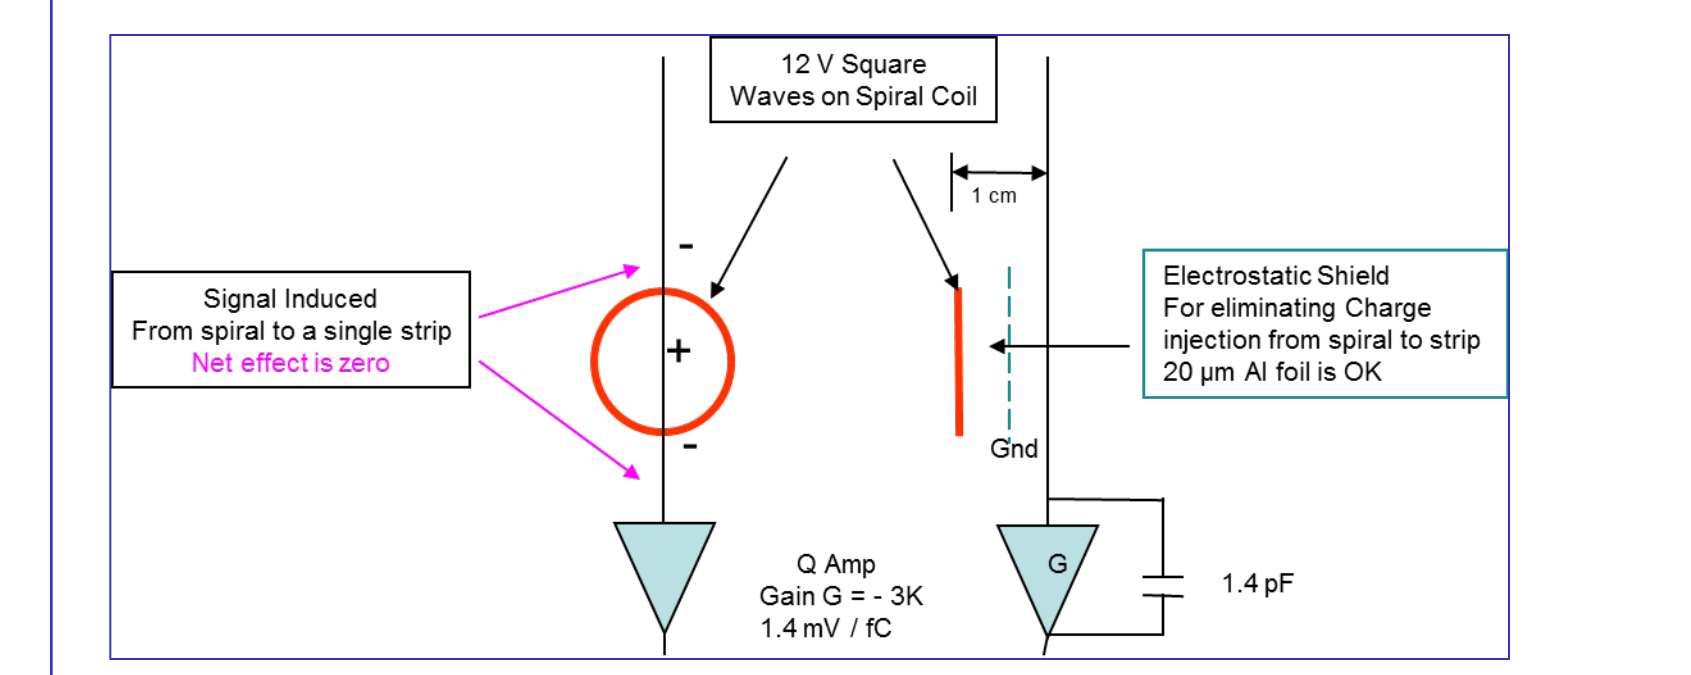 12 V Square
Waves on Spiral Coil
1 cm
-
Signal Induced
From spiral to a single strip
Net effect is zero
+
-
Electrostatic Shield
For eliminating Charge
injection from spiral to strip
20 μm Al foil is OK
Gnd
Q Amp
Gain G = - 3K
1.4 mV / fC
G
1.4 pF